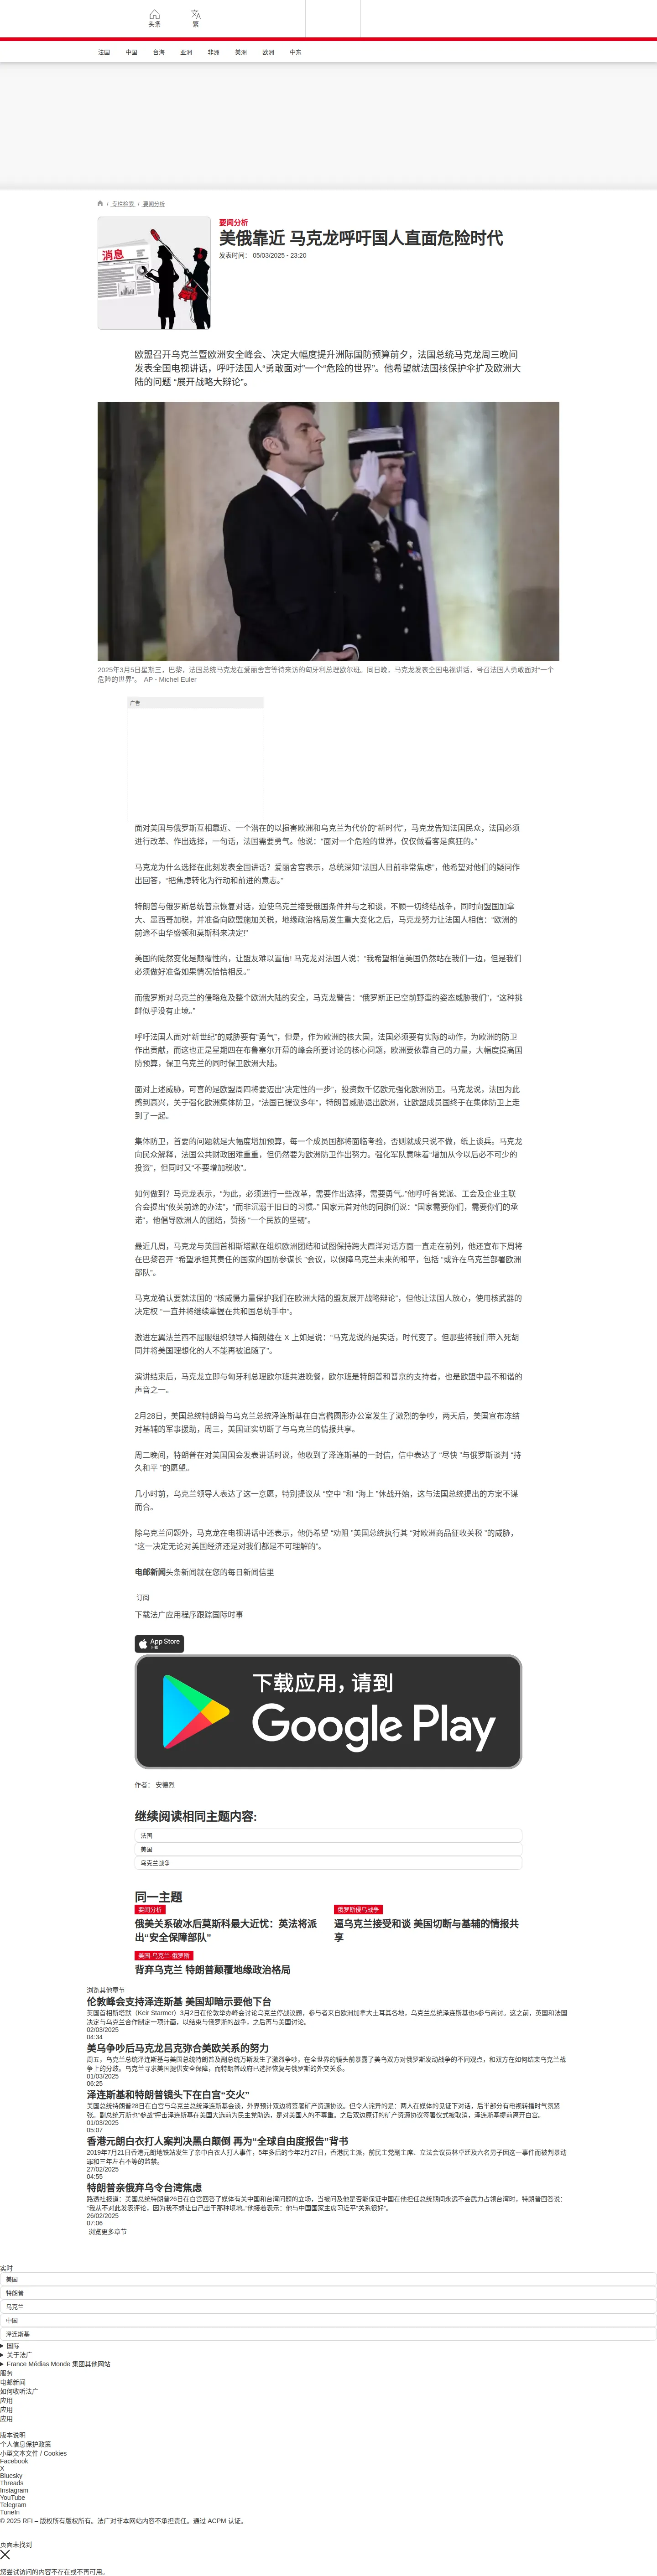 头条
繁
法国
中国
台海
亚洲
非洲
美洲
欧洲
中东
/ 专栏检索 / 要闻分析
消息
要闻分析
美俄靠近 马克龙呼吁国人直面危险时代
发表时间： 05/03/2025 - 23:20
欧盟召开乌克兰暨欧洲安全峰会、决定大幅度提升洲际国防预算前夕，法国总统马克龙周三晚间
发表全国电视讲话，呼吁法国人“勇敢面对”一个“危险的世界”。他希望就法国核保护伞扩及欧洲大
陆的问题 “展开战略大辩论”。
2025年3月5日星期三，巴黎，法国总统马克龙在爱丽舍宫等待来访的匈牙利总理欧尔班。同日晚，马克龙发表全国电视讲话，号召法国人勇敢面对“一个
危险的世界”。 AP - Michel Euler
广告
面对美国与俄罗斯互相靠近、一个潜在的以损害欧洲和乌克兰为代价的“新时代”，马克龙告知法国民众，法国必须
进行改革、作出选择，一句话，法国需要勇气。他说：“面对一个危险的世界，仅仅做看客是疯狂的。”
马克龙为什么选择在此刻发表全国讲话？爱丽舍宫表示，总统深知“法国人目前非常焦虑”，他希望对他们的疑问作
出回答，“把焦虑转化为行动和前进的意志。”
特朗普与俄罗斯总统普京恢复对话，迫使乌克兰接受俄国条件并与之和谈，不顾一切终结战争，同时向盟国加拿
大、墨西哥加税，并准备向欧盟施加关税，地缘政治格局发生重大变化之后，马克龙努力让法国人相信：“欧洲的
前途不由华盛顿和莫斯科来决定!”
美国的陡然变化是颠覆性的，让盟友难以置信! 马克龙对法国人说：“我希望相信美国仍然站在我们一边，但是我们
必须做好准备如果情况恰恰相反。”
而俄罗斯对乌克兰的侵略危及整个欧洲大陆的安全，马克龙警告：“俄罗斯正已空前野蛮的姿态威胁我们”，“这种挑
衅似乎没有止境。”
呼吁法国人面对“新世纪”的威胁要有“勇气”，但是，作为欧洲的核大国，法国必须要有实际的动作，为欧洲的防卫
作出贡献，而这也正是星期四在布鲁塞尔开幕的峰会所要讨论的核心问题，欧洲要依靠自己的力量，大幅度提高国
防预算，保卫乌克兰的同时保卫欧洲大陆。
面对上述威胁，可喜的是欧盟周四将要迈出“决定性的一步”，投资数千亿欧元强化欧洲防卫。马克龙说，法国为此
感到高兴，关于强化欧洲集体防卫，“法国已提议多年”，特朗普威胁退出欧洲，让欧盟成员国终于在集体防卫上走
到了一起。
集体防卫，首要的问题就是大幅度增加预算，每一个成员国都将面临考验，否则就成只说不做，纸上谈兵。马克龙
向民众解释，法国公共财政困难重重，但仍然要为欧洲防卫作出努力。强化军队意味着“增加从今以后必不可少的
投资”，但同时又“不要增加税收”。
如何做到？马克龙表示，“为此，必须进行一些改革，需要作出选择，需要勇气。”他呼吁各党派、工会及企业主联
合会提出“攸关前途的办法”，“而非沉溺于旧日的习惯。” 国家元首对他的同胞们说：“国家需要你们，需要你们的承
诺”，他倡导欧洲人的团结，赞扬 “一个民族的坚韧”。
最近几周，马克龙与英国首相斯塔默在组织欧洲团结和试图保持跨大西洋对话方面一直走在前列，他还宣布下周将
在巴黎召开 “希望承担其责任的国家的国防参谋长 ”会议，以保障乌克兰未来的和平，包括 “或许在乌克兰部署欧洲
部队”。
马克龙确认要就法国的 “核威慑力量保护我们在欧洲大陆的盟友展开战略辩论”，但他让法国人放心，使用核武器的
决定权 “一直并将继续掌握在共和国总统手中”。
激进左翼法兰西不屈服组织领导人梅朗雄在 X 上如是说：“马克龙说的是实话，时代变了。但那些将我们带入死胡
同并将美国理想化的人不能再被追随了”。
演讲结束后，马克龙立即与匈牙利总理欧尔班共进晚餐，欧尔班是特朗普和普京的支持者，也是欧盟中最不和谐的
声音之一。
2月28日，美国总统特朗普与乌克兰总统泽连斯基在白宫椭圆形办公室发生了激烈的争吵，两天后，美国宣布冻结
对基辅的军事援助，周三，美国证实切断了与乌克兰的情报共享。
周二晚间，特朗普在对美国国会发表讲话时说，他收到了泽连斯基的一封信，信中表达了 “尽快 ”与俄罗斯谈判 “持
久和平 ”的愿望。
几小时前，乌克兰领导人表达了这一意愿，特别提议从 “空中 ”和 “海上 ”休战开始，这与法国总统提出的方案不谋
而合。
除乌克兰问题外，马克龙在电视讲话中还表示，他仍希望 “劝阻 ”美国总统执行其 “对欧洲商品征收关税 ”的威胁，
“这一决定无论对美国经济还是对我们都是不可理解的”。
电邮新闻头条新闻就在您的每日新闻信里
订阅
下载法广应用程序跟踪国际时事
App Store
下载
下载应用，请到
Google Play
作者： 安德烈
继续阅读相同主题内容:
法国
美国
乌克兰战争
同一主题
要闻分析
俄美关系破冰后莫斯科最大近忧：英法将派
出“安全保障部队”
俄罗斯侵乌战争
逼乌克兰接受和谈 美国切断与基辅的情报共
享
美国-乌克兰-俄罗斯
背弃乌克兰 特朗普颠覆地缘政治格局
浏览其他章节
伦敦峰会支持泽连斯基 美国却暗示要他下台
英国首相斯塔默（Keir Starmer）3月2日在伦敦举办峰会讨论乌克兰停战议题，参与者来自欧洲加拿大土耳其各地，乌克兰总统泽连斯基也s参与商讨。这之前，英国和法国
决定与乌克兰合作制定一项计画，以结束与俄罗斯的战争，之后再与美国讨论。
02/03/2025
04:34
美乌争吵后马克龙吕克弥合美欧关系的努力
周五，乌克兰总统泽连斯基与美国总统特朗普及副总统万斯发生了激烈争吵，在全世界的镜头前暴露了美乌双方对俄罗斯发动战争的不同观点，和双方在如何结束乌克兰战
争上的分歧。乌克兰寻求美国提供安全保障，而特朗普政府已选择恢复与俄罗斯的外交关系。
01/03/2025
06:25
泽连斯基和特朗普镜头下在白宫“交火”
美国总统特朗普28日在白宫与乌克兰总统泽连斯基会谈，外界预计双边将签署矿产资源协议。但令人诧异的是：两人在媒体的见证下对话，后半部分有电视转播时气氛紧
张。副总统万斯也“参战”抨击泽连斯基在美国大选前为民主党助选，是对美国人的不尊重。之后双边原订的矿产资源协议签署仪式被取消，泽连斯基提前离开白宫。
01/03/2025
05:07
香港元朗白衣打人案判决黑白颠倒 再为“全球自由度报告”背书
2019年7月21日香港元朗地铁站发生了亲中白衣人打人事件，5年多后的今年2月27日，香港民主派，前民主党副主席、立法会议员林卓廷及六名男子因这一事件而被判暴动
罪和三年左右不等的监禁。
27/02/2025
04:55
特朗普亲俄弃乌令台湾焦虑
路透社报道：美国总统特朗普26日在白宫回答了媒体有关中国和台湾问题的立场，当被问及他是否能保证中国在他担任总统期间永远不会武力占领台湾时，特朗普回答说：
“我从不对此发表评论，因为我不想让自己出于那种境地。”他接着表示：他与中国国家主席习近平“关系很好”。
26/02/2025
07:06
浏览更多章节
实时
美国
特朗普
乌克兰
中国
泽连斯基
国际
关于法广
France Médias Monde 集团其他网站
服务
电邮新闻
如何收听法广
应用
应用
应用
版本说明
个人信息保护政策
小型文本文件 / Cookies
Facebook
X
Bluesky
Threads
Instagram
YouTube
Telegram
TuneIn
© 2025 RFI – 版权所有版权所有。法广对非本网站内容不承担责任。通过 ACPM 认证。
页面未找到
您尝试访问的内容不存在或不再可用。